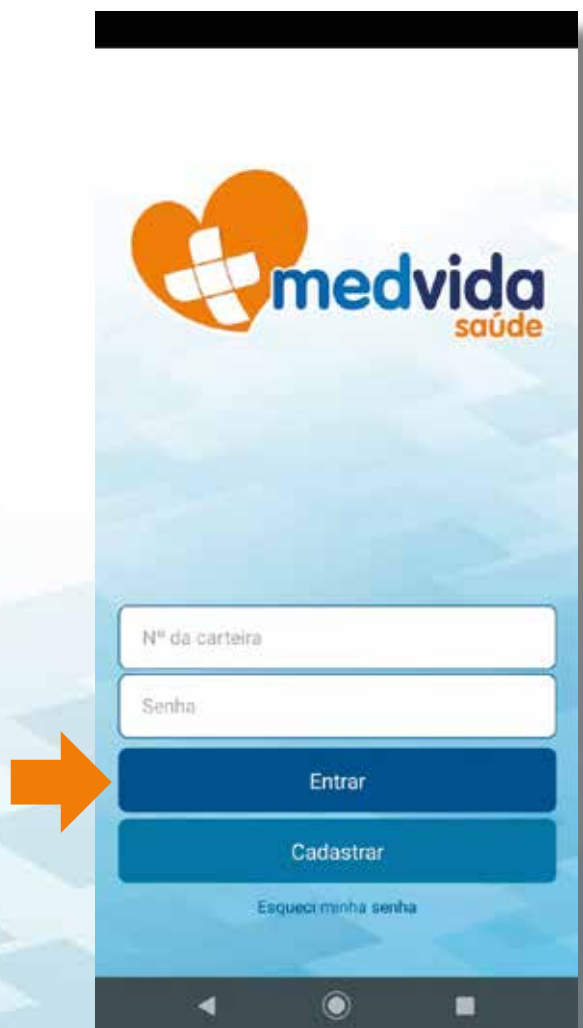 medvida
saúde
Nº da carteira
Senha
Entrar
Cadastrar
Esqueci minha senha